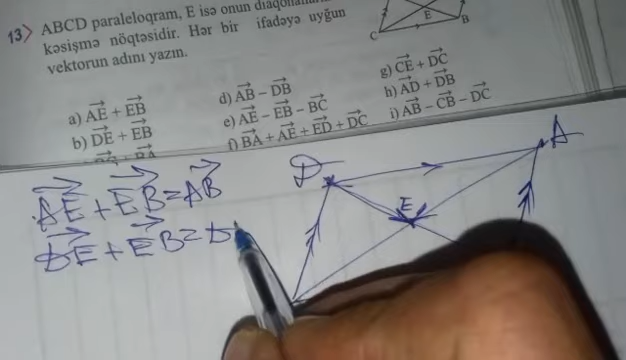 13) ABCD paraleloqram, E isə onun
kəsişmə nöqtəsidir. Hər bir ifadəyə uyğun
vektorun adını yazın.
a) AE + EB
b) DE + EB
d) AB − DB
e) AE − EB − BC
f) BA + AE + ED + DC
g) CE + DC
h) AD + DB
i) AB − CB − DC
C E B
AE + EB = AB
DE + EB = D
D A
E